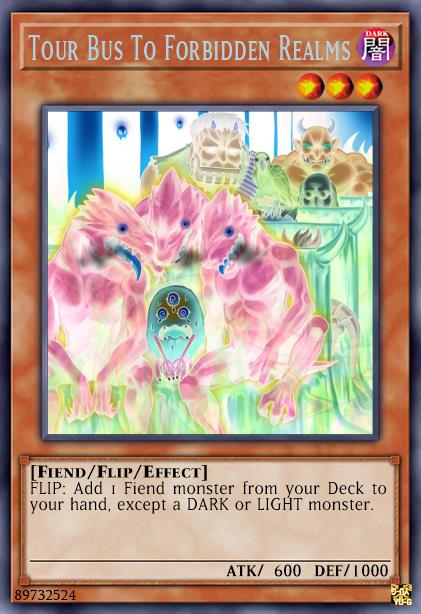 Tour Bus To Forbidden Realms
DARK
闇
[Fiend/Flip/Effect]
FLIP: Add 1 Fiend monster from your Deck to
your hand, except a DARK or LIGHT monster.
ATK/ 600 DEF/1000
89732524